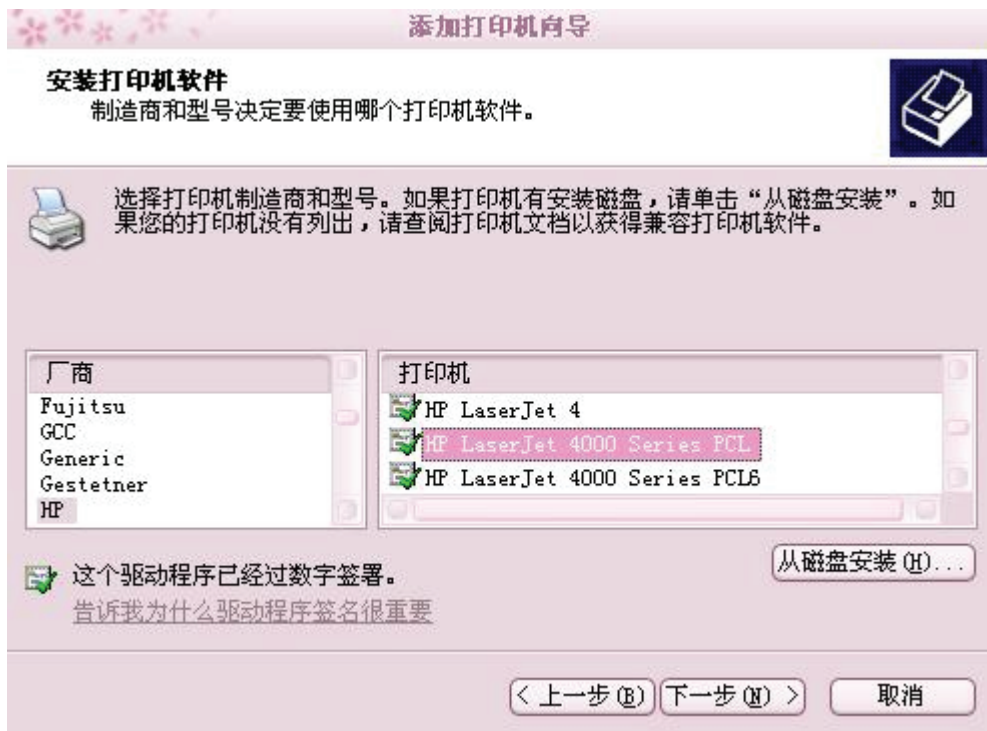 添加打印机向导
安装打印机软件
制造商和型号决定要使用哪个打印机软件。
选择打印机制造商和型号。如果打印机有安装磁盘，请单击“从磁盘安装”。如
果您的打印机没有列出，请查阅打印机文档以获得兼容打印机软件。
厂商
Fujitsu
GCC
Generic
Gestetner
HP
打印机
HP LaserJet 4
HP LaserJet 4000 Series PCL
HP LaserJet 4000 Series PCL6
从磁盘安装(H)...
这个驱动程序已经过数字签署。
告诉我为什么驱动程序签名很重要
< 上一步(B) 下一步(N) > 取消